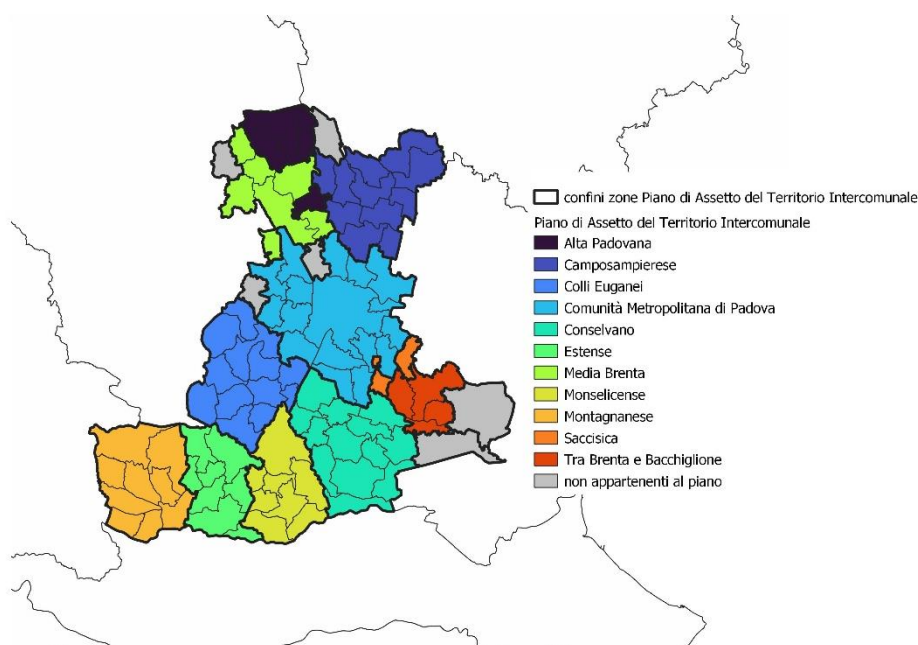 confini zone Piano di Assetto del Territorio Intercomunale
Piano di Assetto del Territorio Intercomunale
Alta Padovana
Camposampierese
Colli Euganei
Comunità Metropolitana di Padova
Conselvano
Estense
Media Brenta
Monselicense
Montagnanese
Saccisica
Tra Brenta e Bacchiglione
non appartenenti al piano